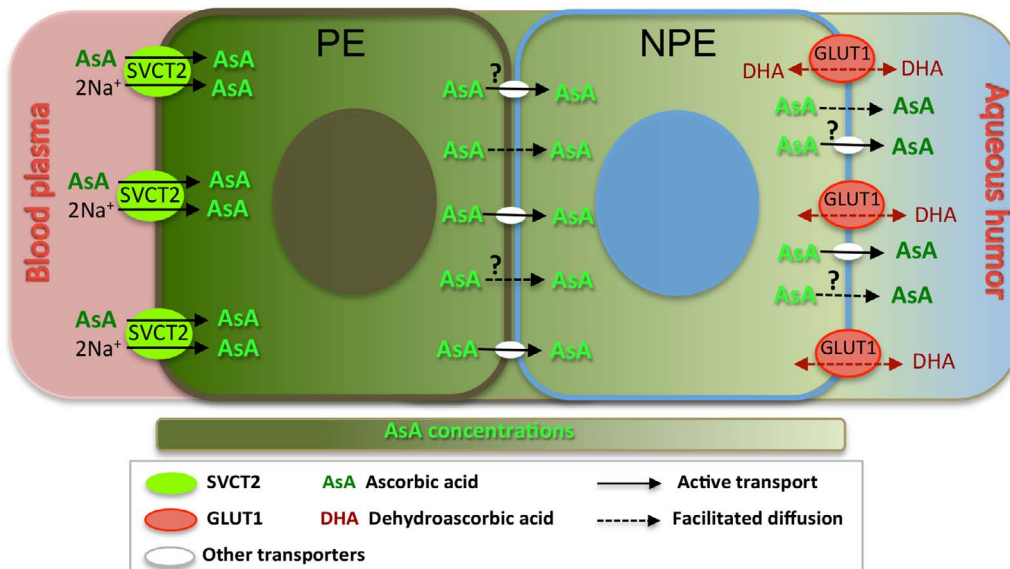 Blood plasma
PE
NPE
Aqueous humor
AsA
2Na⁺
SVCT2
AsA
AsA
AsA
2Na⁺
SVCT2
AsA
AsA
AsA
2Na⁺
SVCT2
AsA
AsA
AsA ? AsA
AsA AsA
AsA AsA
AsA ? AsA
AsA AsA
GLUT1
DHA DHA
AsA AsA
AsA ? AsA
GLUT1
DHA
AsA AsA
AsA ? AsA
GLUT1
DHA
AsA concentrations
SVCT2 AsA Ascorbic acid Active transport
GLUT1 DHA Dehydroascorbic acid Facilitated diffusion
Other transporters